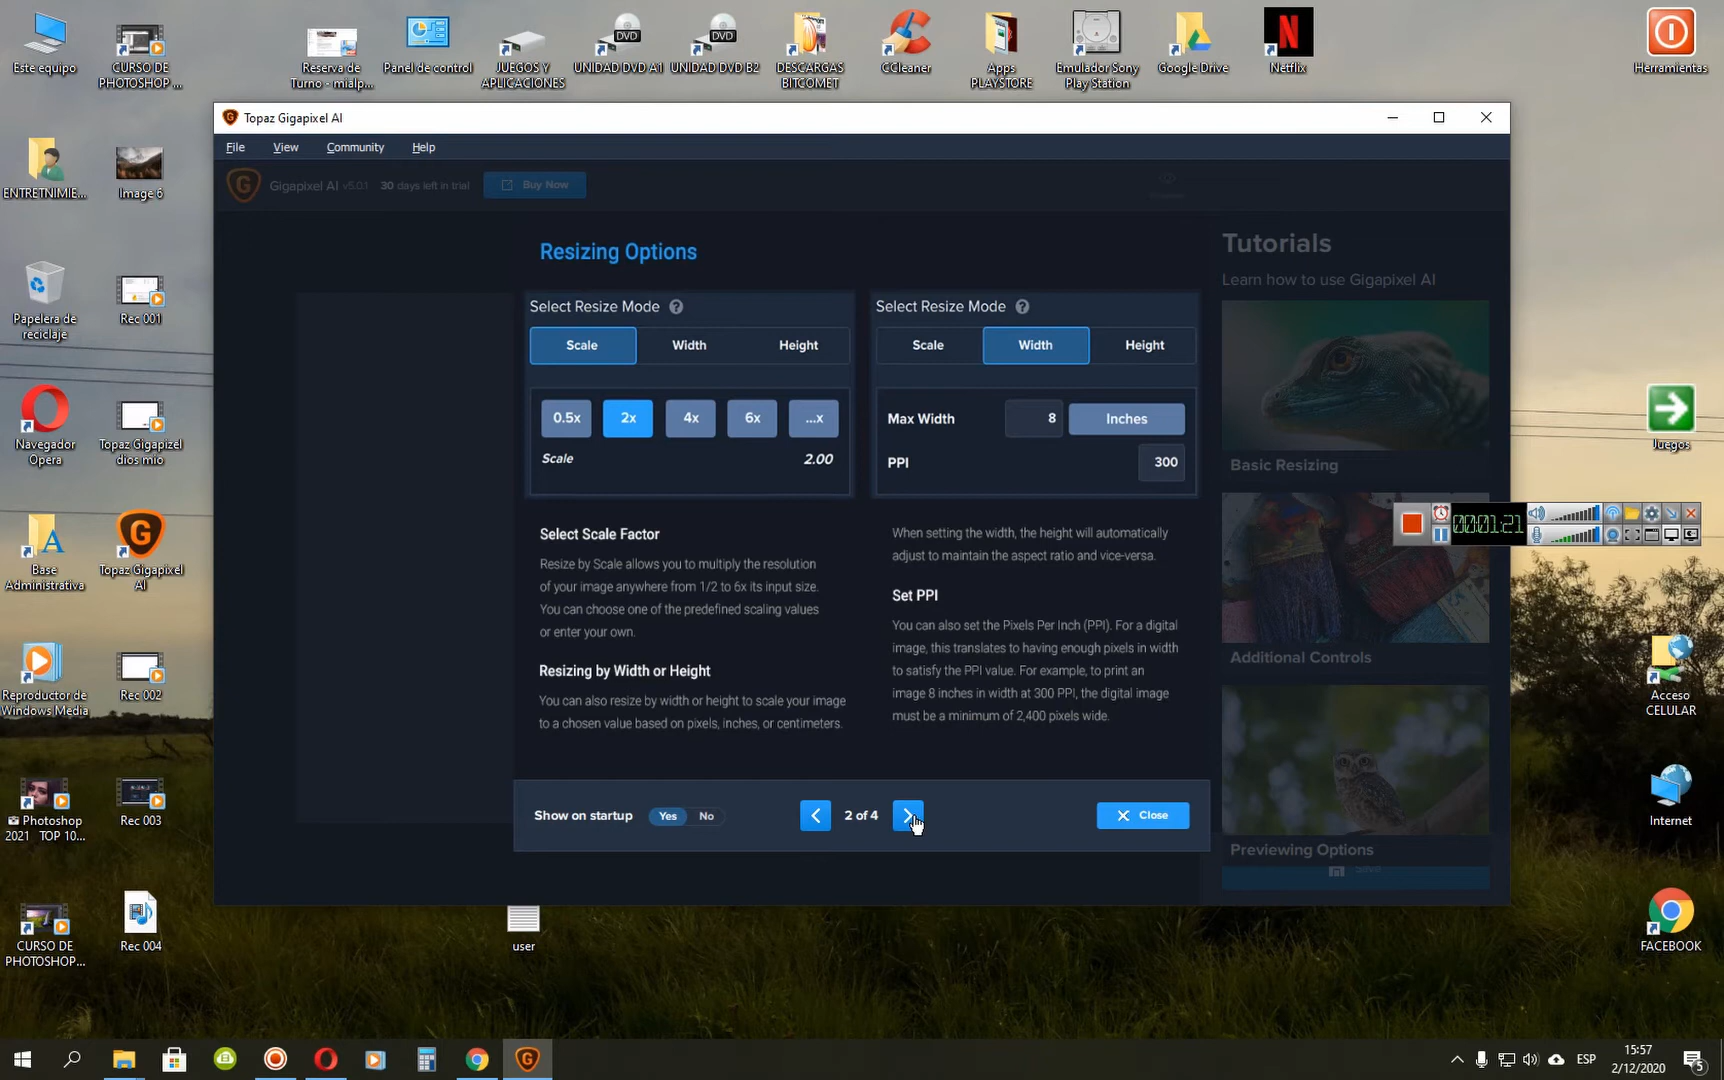 Este equipo
CURSO DE
PHOTOSHOP ...
Reserva de
Turno - mialp...
Panel de control
JUEGOS Y
APLICACIONES
DVD
UNIDAD DVD A1
DVD
UNIDAD DVD B2
DESCARGAS
BITCOMET
CCleaner
Apps
PLAYSTORE
Emulador Sony
Play Station
Google Drive
N
Netflix
Herramientas
Topaz Gigapixel AI
File
View
Community
Help
ENTRETNIMIE...
Image 6
Gigapixel AI v5.0.1
30 days left in trial
Buy Now
Papelera de
reciclaje
Rec 001
Resizing Options
Select Resize Mode ?
Scale
Width
Height
0.5x
2x
4x
6x
...x
Scale
2.00
Select Resize Mode ?
Scale
Width
Height
Max Width
8
Inches
PPI
300
Select Scale Factor
Resize by Scale allows you to multiply the resolution
of your image anywhere from 1/2 to 6x its input size.
You can choose one of the predefined scaling values
or enter your own.
Resizing by Width or Height
You can also resize by width or height to scale your image
to a chosen value based on pixels, inches, or centimeters.
When setting the width, the height will automatically
adjust to maintain the aspect ratio and vice-versa.
Set PPI
You can also set the Pixels Per Inch (PPI). For a digital
image, this translates to having enough pixels in width
to satisfy the PPI value. For example, to print an
image 8 inches in width at 300 PPI, the digital image
must be a minimum of 2,400 pixels wide.
Show on startup
Yes
No
2 of 4
Close
Tutorials
Learn how to use Gigapixel AI
Basic Resizing
Additional Controls
Previewing Options
Save
Navegador
Opera
Topaz Gigapizel
dios mio
Juegos
00:01:21
Base
Administrativa
Topaz Gigapixel
AI
Reproductor de
Windows Media
Rec 002
Acceso
CELULAR
Photoshop
2021 TOP 10...
Rec 003
Internet
CURSO DE
PHOTOSHOP...
Rec 004
user
FACEBOOK
ESP
15:57
2/12/2020
5